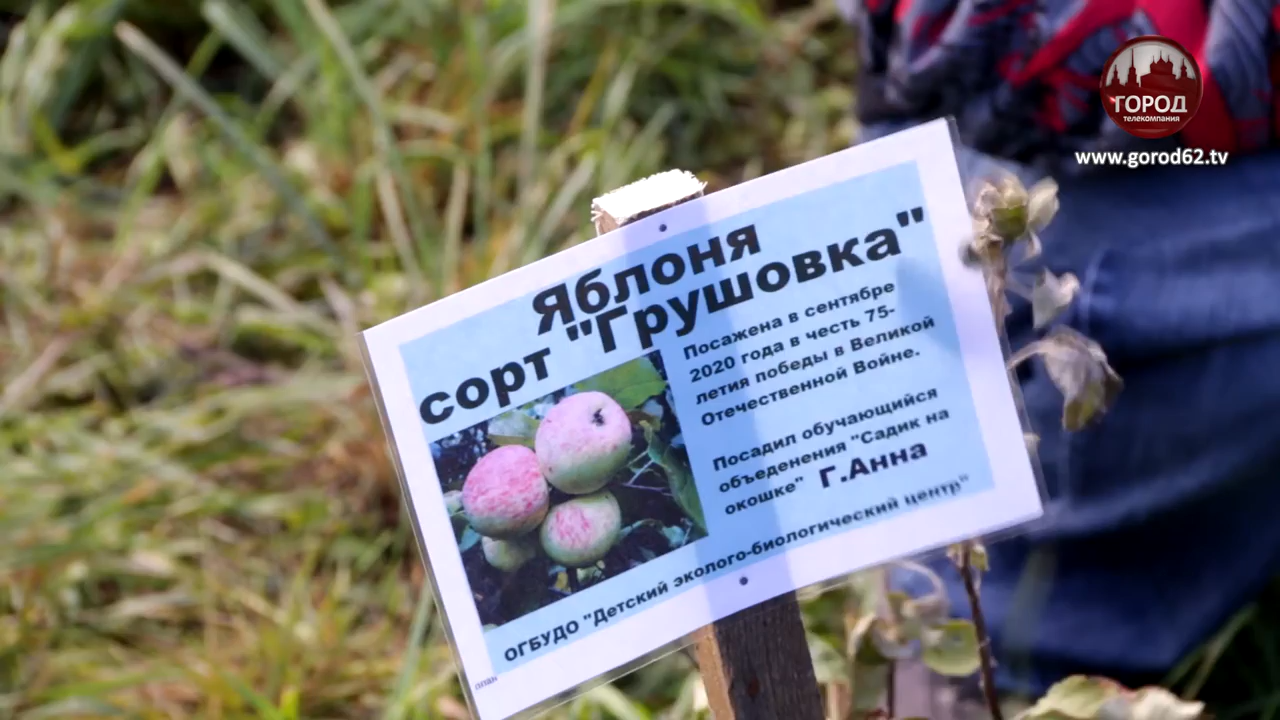 ГОРОД
телекомпания
www.gorod62.tv
Яблоня
сорт "Грушовка"
Посажена в сентябре
2020 года в честь 75-
летия победы в Великой
Отечественной Войне.
Посадил обучающийся
объеденения "Садик на
окошке" Г.Анна
ОГБУДО "Детский эколого-биологический центр"